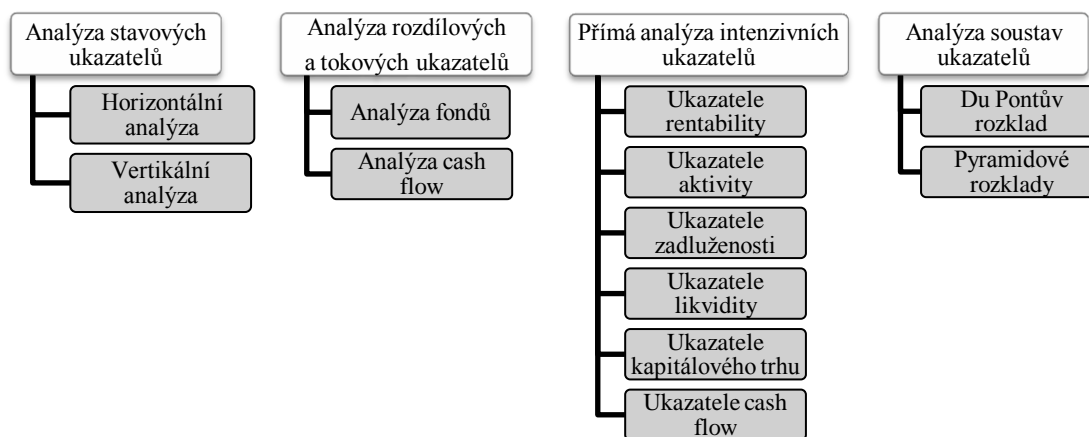 Analýza stavových
ukazatelů
Horizontální
analýza
Vertikální
analýza
Analýza rozdílových
a tokových ukazatelů
Analýza fondů
Analýza cash
flow
Přímá analýza intenzivních
ukazatelů
Ukazatele
rentability
Ukazatele
aktivity
Ukazatele
zadluženosti
Ukazatele
likvidity
Ukazatele
kapitálového trhu
Ukazatele cash
flow
Analýza soustav
ukazatelů
Du Pontův
rozklad
Pyramidové
rozklady